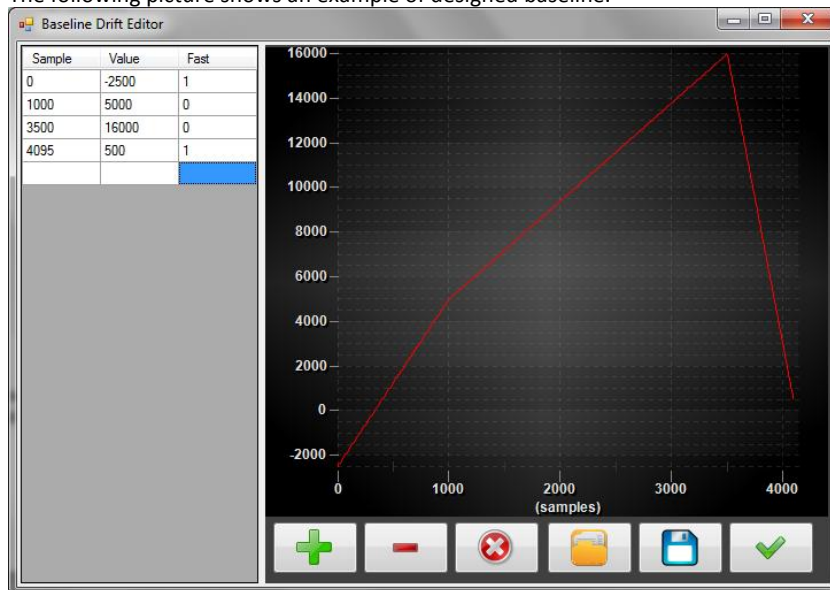 The following picture shows an example of designed baseline.
Baseline Drift Editor
Sample Value Fast
0 -2500 1
1000 5000 0
3500 16000 0
4095 500 1
16000
14000
12000
10000
8000
6000
4000
2000
0
-2000
0 1000 2000 3000 4000
(samples)